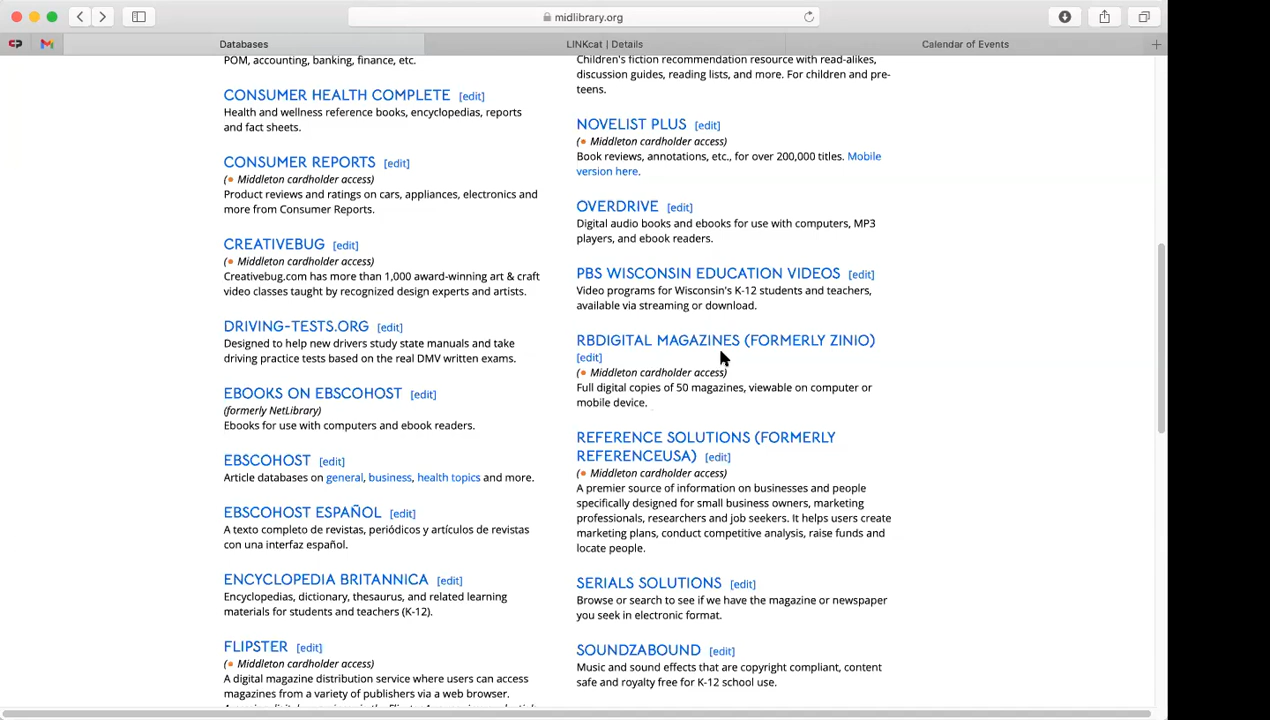 midlibrary.org
Databases
LINKcat | Details
Calendar of Events
POM, accounting, banking, finance, etc.
CONSUMER HEALTH COMPLETE [edit]
Health and wellness reference books, encyclopedias, reports
and fact sheets.
CONSUMER REPORTS [edit]
(• Middleton cardholder access)
Product reviews and ratings on cars, appliances, electronics and
more from Consumer Reports.
CREATIVEBUG [edit]
(• Middleton cardholder access)
Creativebug.com has more than 1,000 award-winning art & craft
video classes taught by recognized design experts and artists.
DRIVING-TESTS.ORG [edit]
Designed to help new drivers study state manuals and take
driving practice tests based on the real DMV written exams.
EBOOKS ON EBSCOHOST [edit]
(formerly NetLibrary)
Ebooks for use with computers and ebook readers.
EBSCOHOST [edit]
Article databases on general, business, health topics and more.
EBSCOHOST ESPAÑOL [edit]
A texto completo de revistas, periódicos y artículos de revistas
con una interfaz español.
ENCYCLOPEDIA BRITANNICA [edit]
Encyclopedias, dictionary, thesaurus, and related learning
materials for students and teachers (K-12).
FLIPSTER [edit]
(• Middleton cardholder access)
A digital magazine distribution service where users can access
magazines from a variety of publishers via a web browser.
Children's fiction recommendation resource with read-alikes,
discussion guides, reading lists, and more. For children and pre-
teens.
NOVELIST PLUS [edit]
(• Middleton cardholder access)
Book reviews, annotations, etc., for over 200,000 titles. Mobile
version here.
OVERDRIVE [edit]
Digital audio books and ebooks for use with computers, MP3
players, and ebook readers.
PBS WISCONSIN EDUCATION VIDEOS [edit]
Video programs for Wisconsin's K-12 students and teachers,
available via streaming or download.
RBDIGITAL MAGAZINES (FORMERLY ZINIO)
[edit]
(• Middleton cardholder access)
Full digital copies of 50 magazines, viewable on computer or
mobile device.
REFERENCE SOLUTIONS (FORMERLY
REFERENCEUSA) [edit]
(• Middleton cardholder access)
A premier source of information on businesses and people
specifically designed for small business owners, marketing
professionals, researchers and job seekers. It helps users create
marketing plans, conduct competitive analysis, raise funds and
locate people.
SERIALS SOLUTIONS [edit]
Browse or search to see if we have the magazine or newspaper
you seek in electronic format.
SOUNDZABOUND [edit]
Music and sound effects that are copyright compliant, content
safe and royalty free for K-12 school use.